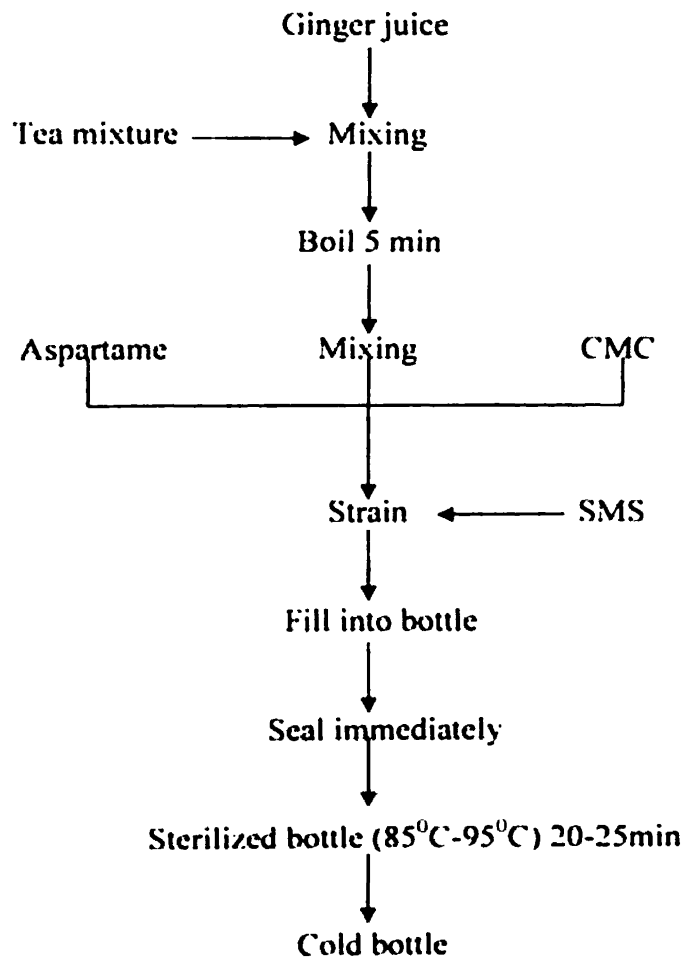 Ginger juice
Tea mixture Mixing
Boil 5 min
Aspartame Mixing CMC
Strain SMS
Fill into bottle
Seal immediately
Sterilized bottle (85⁰C-95⁰C) 20-25min
Cold bottle